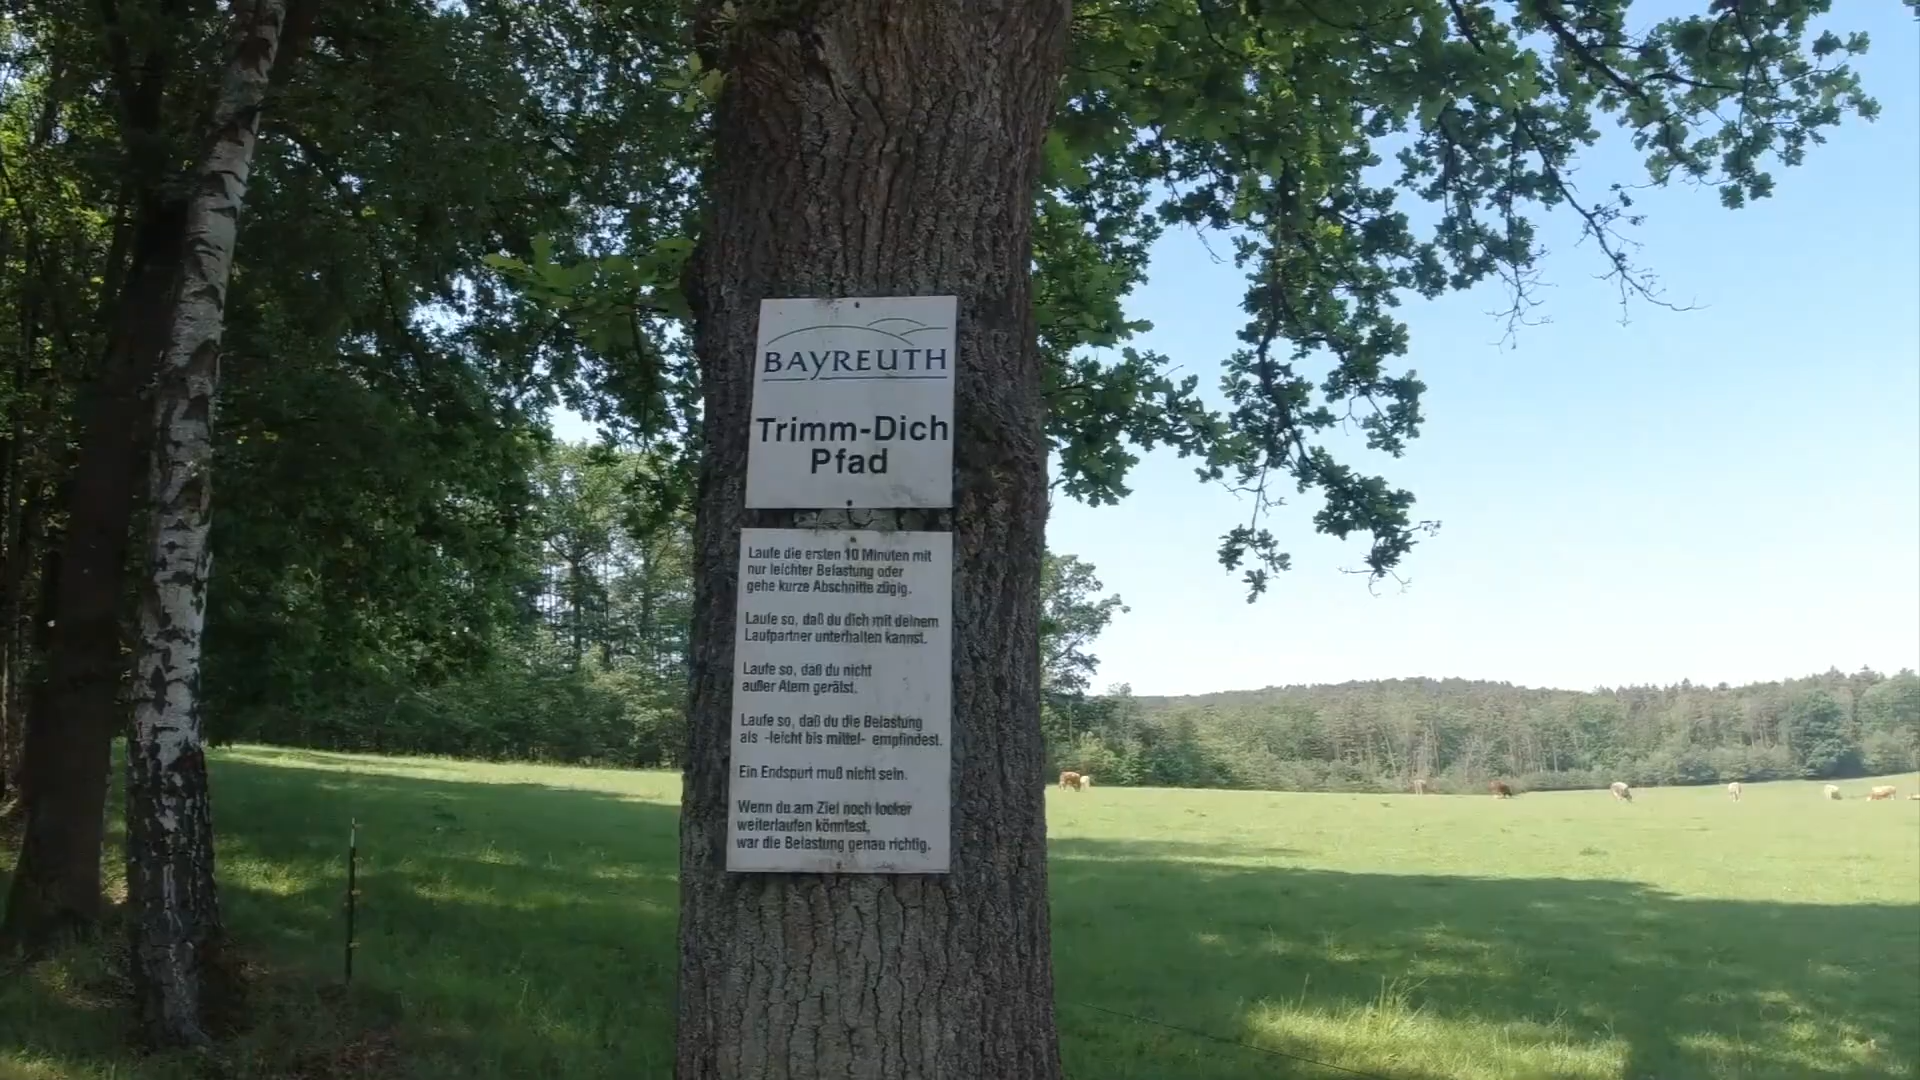 BAYREUTH
Trimm-Dich
Pfad
Laufe die ersten 10 Minuten mit
nur leichter Belastung oder
gehe kurze Abschnitte zügig.
Laufe so, daß du dich mit deinem
Laufpartner unterhalten kannst.
Laufe so, daß du nicht
außer Atem gerätst.
Laufe so, daß du die Belastung
als -leicht bis mittel- empfindest.
Ein Endspurt muß nicht sein.
Wenn du am Ziel noch locker
weiterlaufen könntest,
war die Belastung genau richtig.